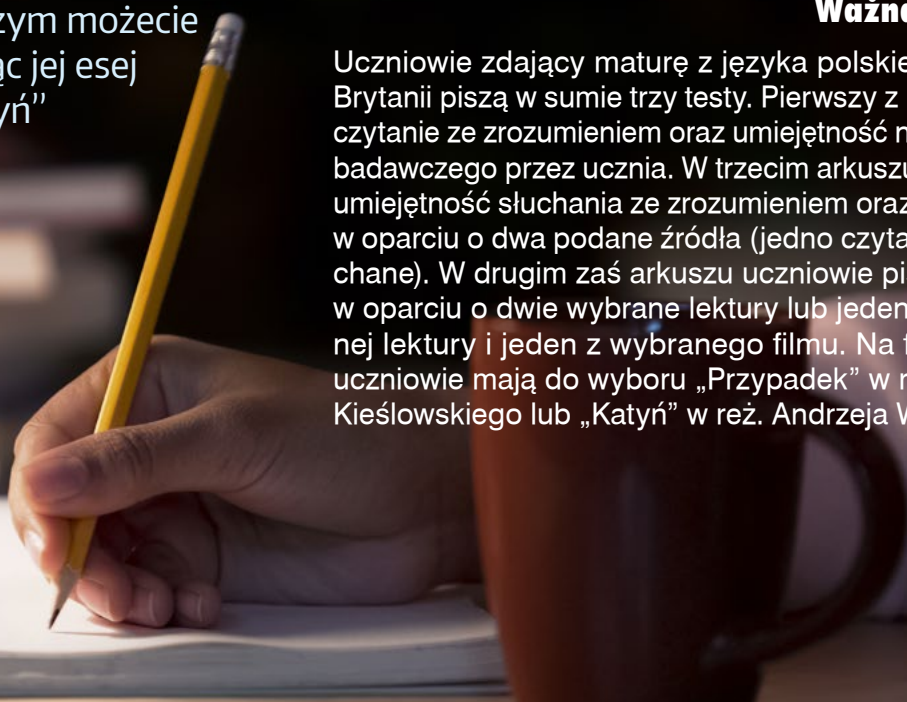 zym możecie
ąc jej esej
yń”
Ważna
Uczniowie zdający maturę z języka polskie
Brytanii piszą w sumie trzy testy. Pierwszy z
czytanie ze zrozumieniem oraz umiejętność n
badawczego przez ucznia. W trzecim arkuszu
umiejętność słuchania ze zrozumieniem oraz
w oparciu o dwa podane źródła (jedno czyta
chane). W drugim zaś arkuszu uczniowie pi
w oparciu o dwie wybrane lektury lub jeden
nej lektury i jeden z wybranego filmu. Na f
uczniowie mają do wyboru „Przypadek” w r
Kieślowskiego lub „Katyń” w reż. Andrzeja W